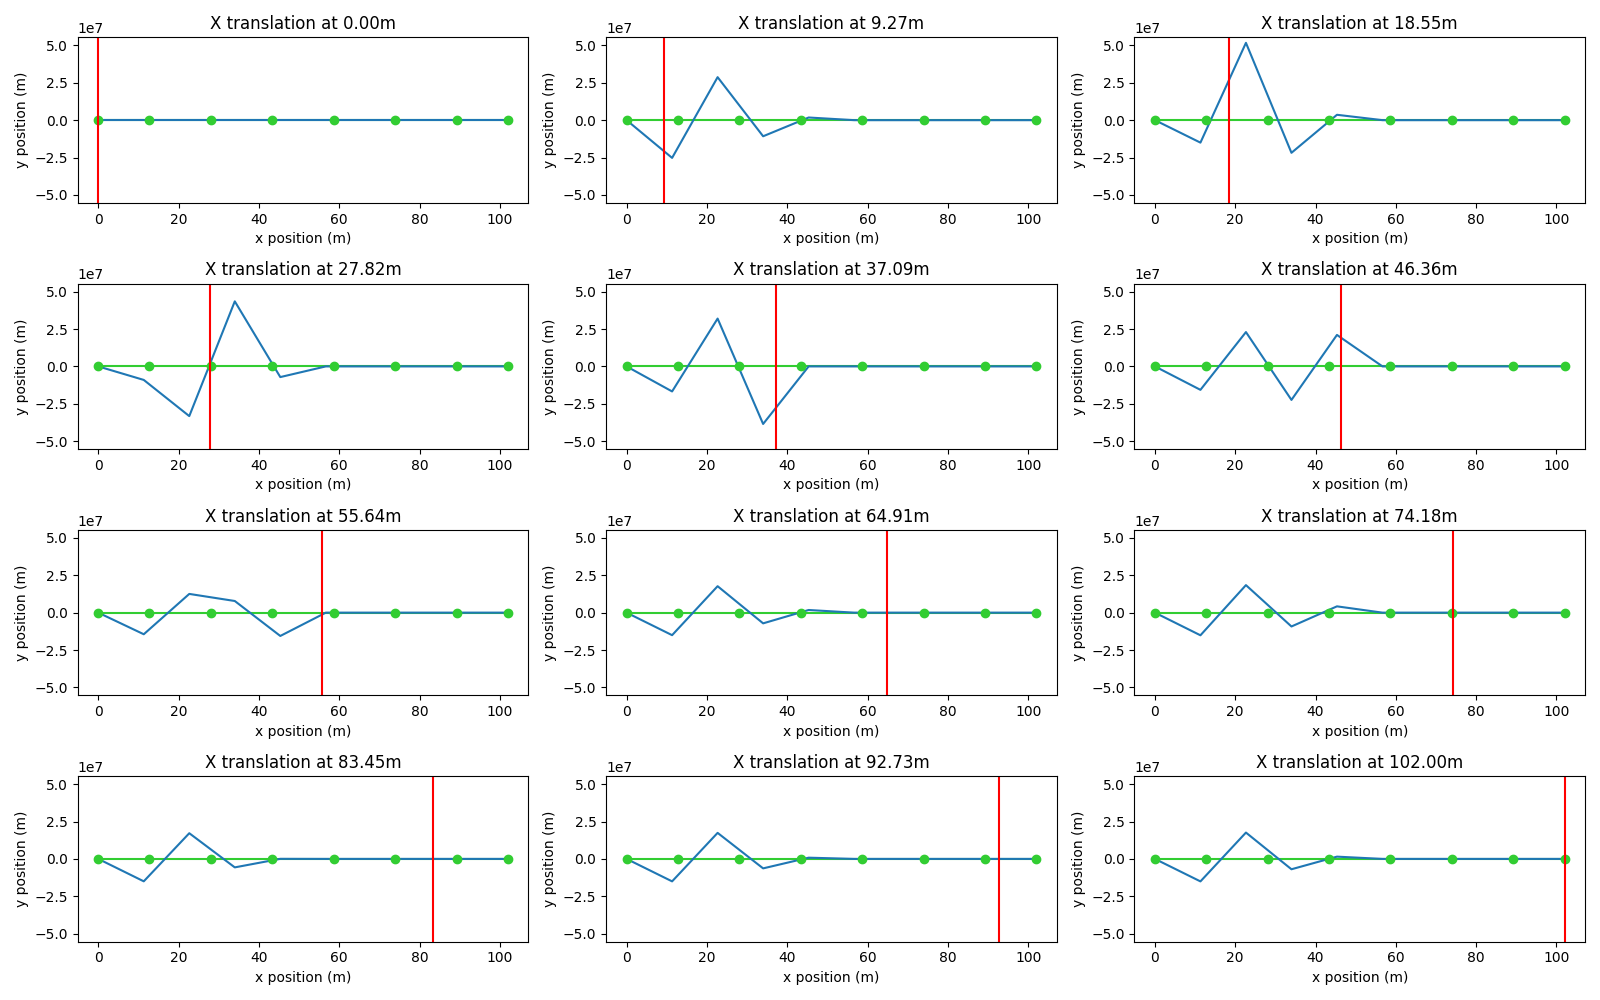 X translation at 0.00m
1e7
y position (m)
5.0
2.5
0.0
−2.5
−5.0
0 20 40 60 80 100
x position (m)
X translation at 9.27m
1e7
y position (m)
5.0
2.5
0.0
−2.5
−5.0
0 20 40 60 80 100
x position (m)
X translation at 18.55m
1e7
y position (m)
5.0
2.5
0.0
−2.5
−5.0
0 20 40 60 80 100
x position (m)
X translation at 27.82m
1e7
y position (m)
5.0
2.5
0.0
−2.5
−5.0
0 20 40 60 80 100
x position (m)
X translation at 37.09m
1e7
y position (m)
5.0
2.5
0.0
−2.5
−5.0
0 20 40 60 80 100
x position (m)
X translation at 46.36m
1e7
y position (m)
5.0
2.5
0.0
−2.5
−5.0
0 20 40 60 80 100
x position (m)
X translation at 55.64m
1e7
y position (m)
5.0
2.5
0.0
−2.5
−5.0
0 20 40 60 80 100
x position (m)
X translation at 64.91m
1e7
y position (m)
5.0
2.5
0.0
−2.5
−5.0
0 20 40 60 80 100
x position (m)
X translation at 74.18m
1e7
y position (m)
5.0
2.5
0.0
−2.5
−5.0
0 20 40 60 80 100
x position (m)
X translation at 83.45m
1e7
y position (m)
5.0
2.5
0.0
−2.5
−5.0
0 20 40 60 80 100
x position (m)
X translation at 92.73m
1e7
y position (m)
5.0
2.5
0.0
−2.5
−5.0
0 20 40 60 80 100
x position (m)
X translation at 102.00m
1e7
y position (m)
5.0
2.5
0.0
−2.5
−5.0
0 20 40 60 80 100
x position (m)